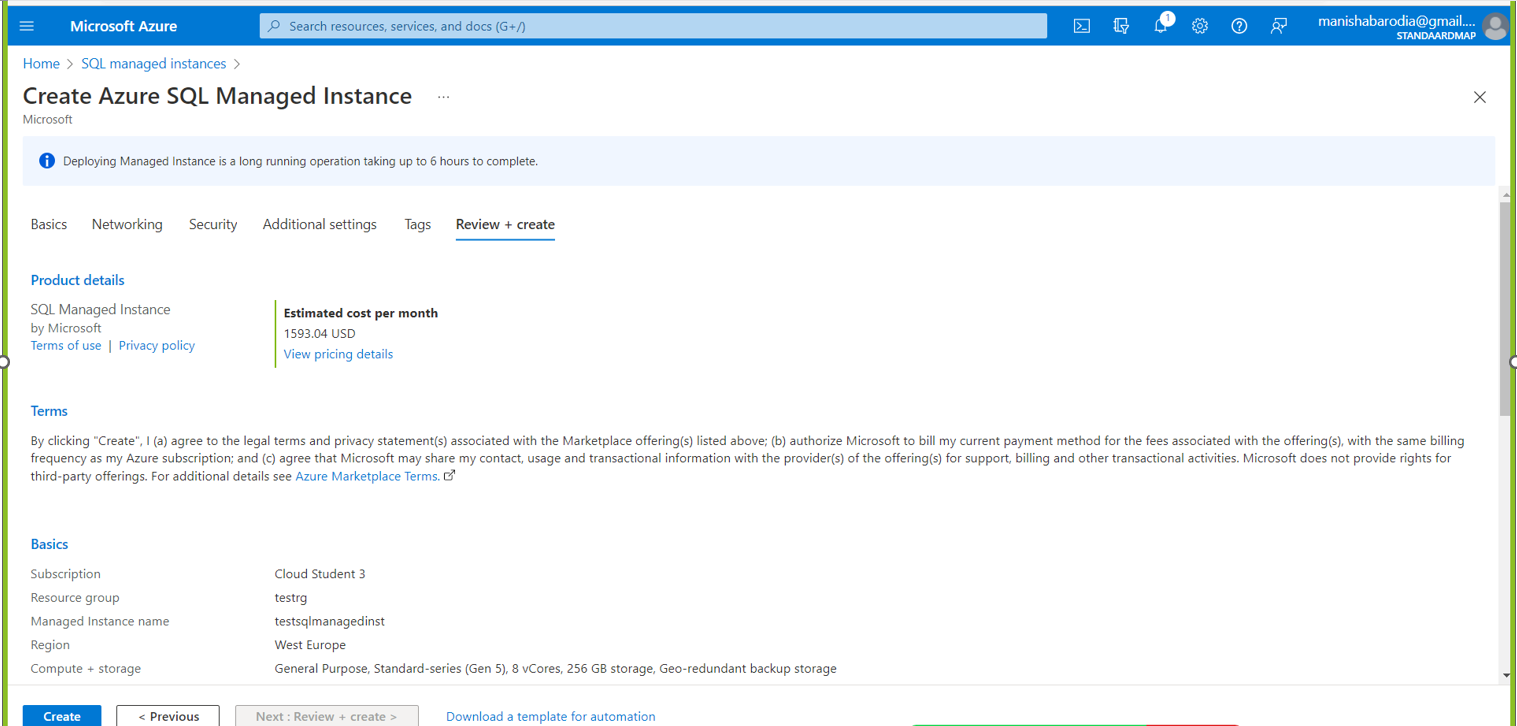 Microsoft Azure
Search resources, services, and docs (G+/)
1
manishabarodia@gmail....
STANDAARDMAP
Home > SQL managed instances >
Create Azure SQL Managed Instance ...
Microsoft
Deploying Managed Instance is a long running operation taking up to 6 hours to complete.
Basics Networking Security Additional settings Tags Review + create
Product details
SQL Managed Instance
by Microsoft
Terms of use | Privacy policy
Estimated cost per month
1593.04 USD
View pricing details
Terms
By clicking "Create", I (a) agree to the legal terms and privacy statement(s) associated with the Marketplace offering(s) listed above; (b) authorize Microsoft to bill my current payment method for the fees associated with the offering(s), with the same billing
frequency as my Azure subscription; and (c) agree that Microsoft may share my contact, usage and transactional information with the provider(s) of the offering(s) for support, billing and other transactional activities. Microsoft does not provide rights for
third-party offerings. For additional details see Azure Marketplace Terms.
Basics
Subscription Cloud Student 3
Resource group testrg
Managed Instance name testsqlmanagedinst
Region West Europe
Compute + storage General Purpose, Standard-series (Gen 5), 8 vCores, 256 GB storage, Geo-redundant backup storage
Create < Previous Next : Review + create > Download a template for automation